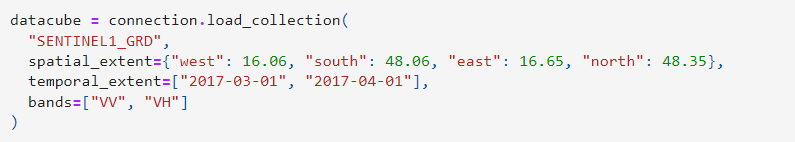 datacube = connection.load_collection(
  "SENTINEL1_GRD",
  spatial_extent={"west": 16.06, "south": 48.06, "east": 16.65, "north": 48.35},
  temporal_extent=["2017-03-01", "2017-04-01"],
  bands=["VV", "VH"]
)